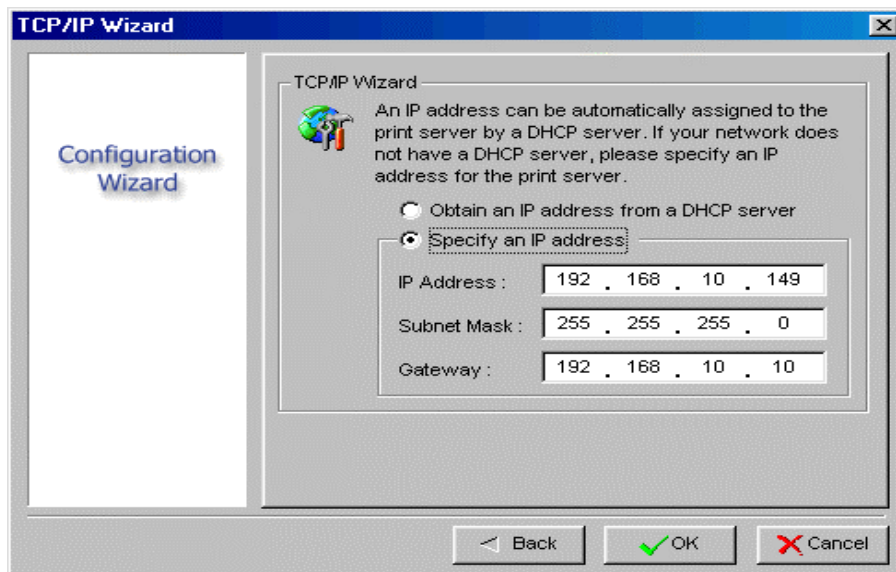 TCP/IP Wizard
Configuration
Wizard
TCP/IP Wizard
An IP address can be automatically assigned to the
print server by a DHCP server. If your network does
not have a DHCP server, please specify an IP
address for the print server.
Obtain an IP address from a DHCP server
Specify an IP address
IP Address : 192 . 168 . 10 . 149
Subnet Mask : 255 . 255 . 255 . 0
Gateway : 192 . 168 . 10 . 10
< Back OK Cancel